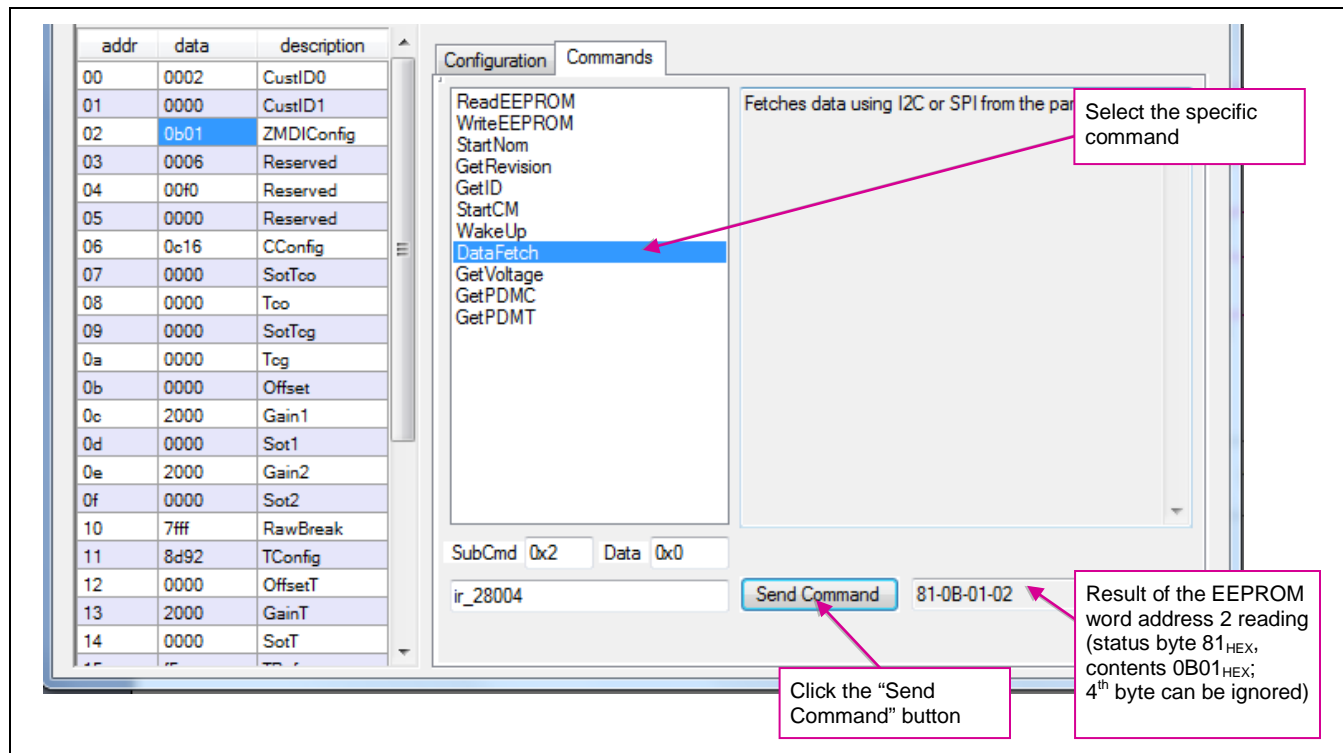 addr data description
00 0002 CustID0
01 0000 CustID1
02 0b01 ZMDIConfig
03 0006 Reserved
04 00f0 Reserved
05 0000 Reserved
06 0c16 CConfig
07 0000 SotTco
08 0000 Tco
09 0000 SotTcg
0a 0000 Tcg
0b 0000 Offset
0c 2000 Gain1
0d 0000 Sot1
0e 2000 Gain2
0f 0000 Sot2
10 7fff RawBreak
11 8d92 TConfig
12 0000 OffsetT
13 2000 GainT
14 0000 SotT
Configuration Commands
ReadEEPROM
WriteEEPROM
StartNom
GetRevision
GetID
StartCM
WakeUp
DataFetch
GetVoltage
GetPDMC
GetPDMT
Fetches data using I2C or SPI from the par
Select the specific
command
SubCmd 0x2 Data 0x0
ir_28004 Send Command 81-0B-01-02
Result of the EEPROM
word address 2 reading
(status byte 81HEX,
contents 0B01HEX;
4th byte can be ignored)
Click the “Send
Command” button